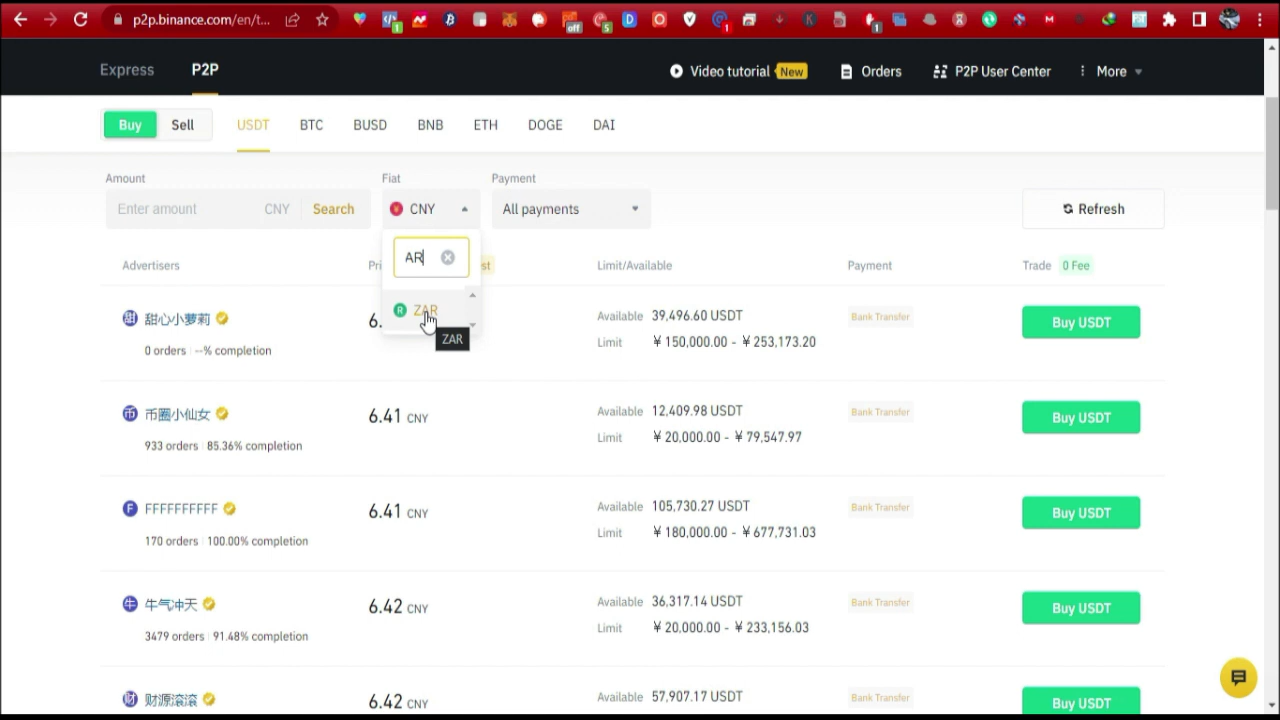 p2p.binance.com/en/t...
Express P2P Video tutorial New Orders P2P User Center More
Buy Sell USDT BTC BUSD BNB ETH DOGE DAI
Amount Fiat Payment
Enter amount CNY Search CNY All payments Refresh
AR
Advertisers Limit/Available Payment Trade 0 Fee
ZAR
ZAR
甜心小萝莉 6. Available 39,496.60 USDT Bank Transfer Buy USDT
0 orders --% completion Limit ¥ 150,000.00 - ¥ 253,173.20
币圈小仙女 6.41 CNY Available 12,409.98 USDT Bank Transfer Buy USDT
933 orders 85.36% completion Limit ¥ 20,000.00 - ¥ 79,547.97
FFFFFFFFFF 6.41 CNY Available 105,730.27 USDT Bank Transfer Buy USDT
170 orders 100.00% completion Limit ¥ 180,000.00 - ¥ 677,731.03
牛气冲天 6.42 CNY Available 36,317.14 USDT Bank Transfer Buy USDT
3479 orders 91.48% completion Limit ¥ 20,000.00 - ¥ 233,156.03
财源滚滚 6.42 CNY Available 57,907.17 USDT Bank Transfer Buy USDT